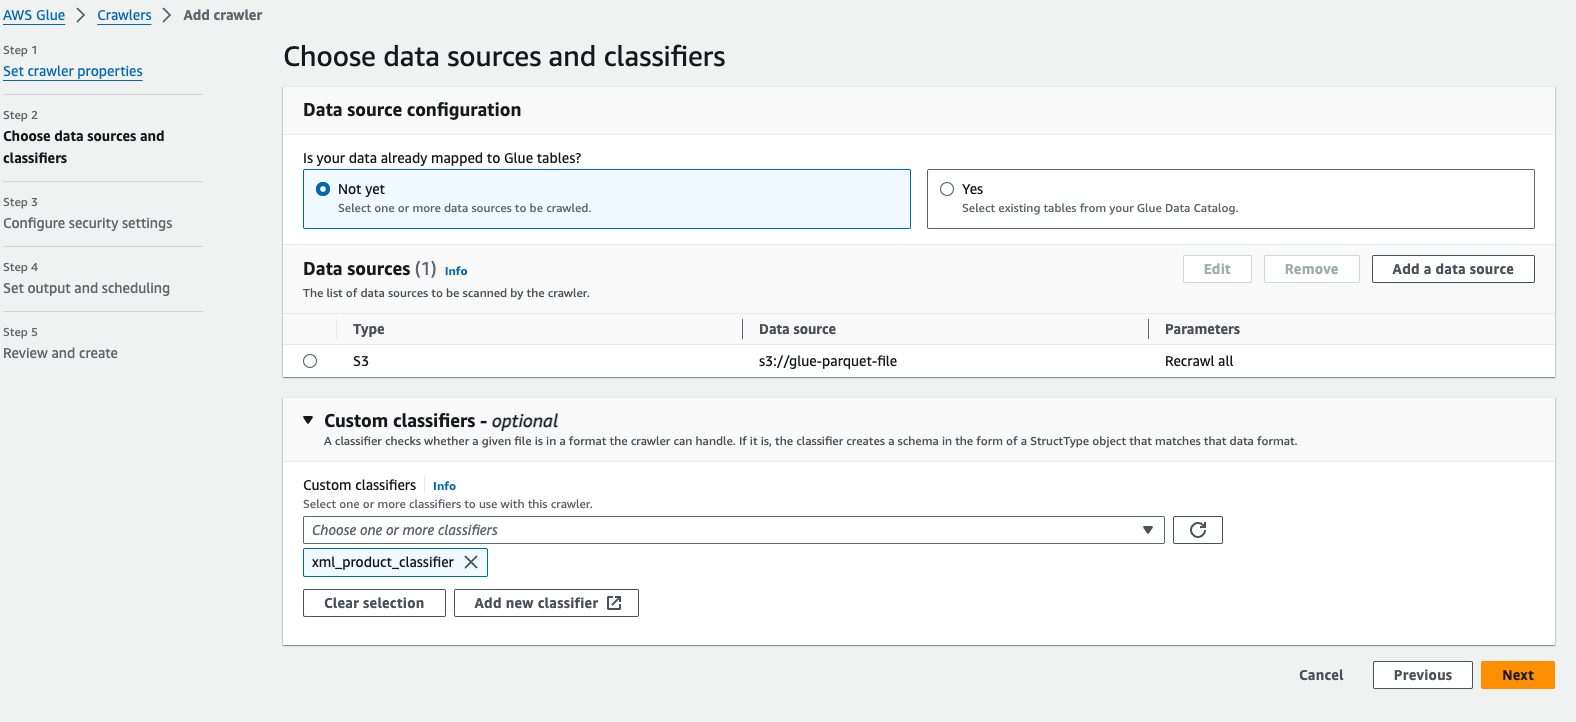 AWS Glue > Crawlers > Add crawler
Step 1
Set crawler properties
Step 2
Choose data sources and
classifiers
Step 3
Configure security settings
Step 4
Set output and scheduling
Step 5
Review and create
Choose data sources and classifiers
Data source configuration
Is your data already mapped to Glue tables?
Not yet
Select one or more data sources to be crawled.
Yes
Select existing tables from your Glue Data Catalog.
Data sources (1) Info
The list of data sources to be scanned by the crawler.
Edit Remove Add a data source
Type Data source Parameters
S3 s3://glue-parquet-file Recrawl all
Custom classifiers - optional
A classifier checks whether a given file is in a format the crawler can handle. If it is, the classifier creates a schema in the form of a StructType object that matches that data format.
Custom classifiers Info
Select one or more classifiers to use with this crawler.
Choose one or more classifiers
xml_product_classifier
Clear selection Add new classifier
Cancel Previous Next